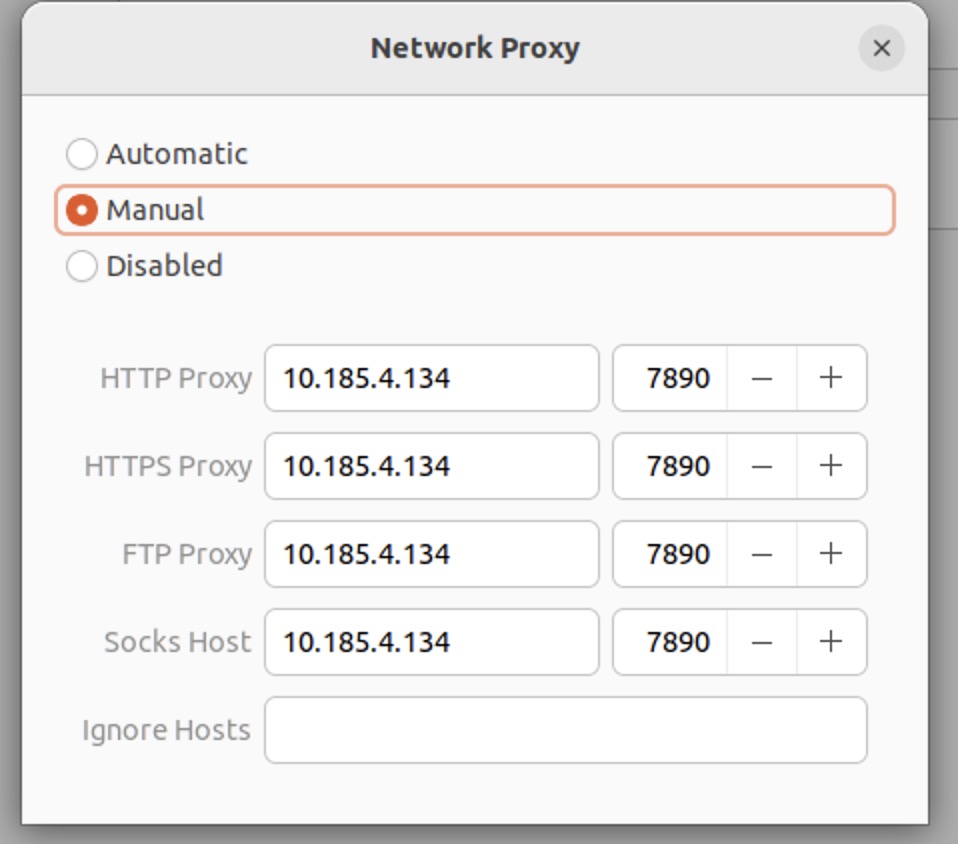 Network Proxy
Automatic
Manual
Disabled
HTTP Proxy 10.185.4.134 7890 − +
HTTPS Proxy 10.185.4.134 7890 − +
FTP Proxy 10.185.4.134 7890 − +
Socks Host 10.185.4.134 7890 − +
Ignore Hosts